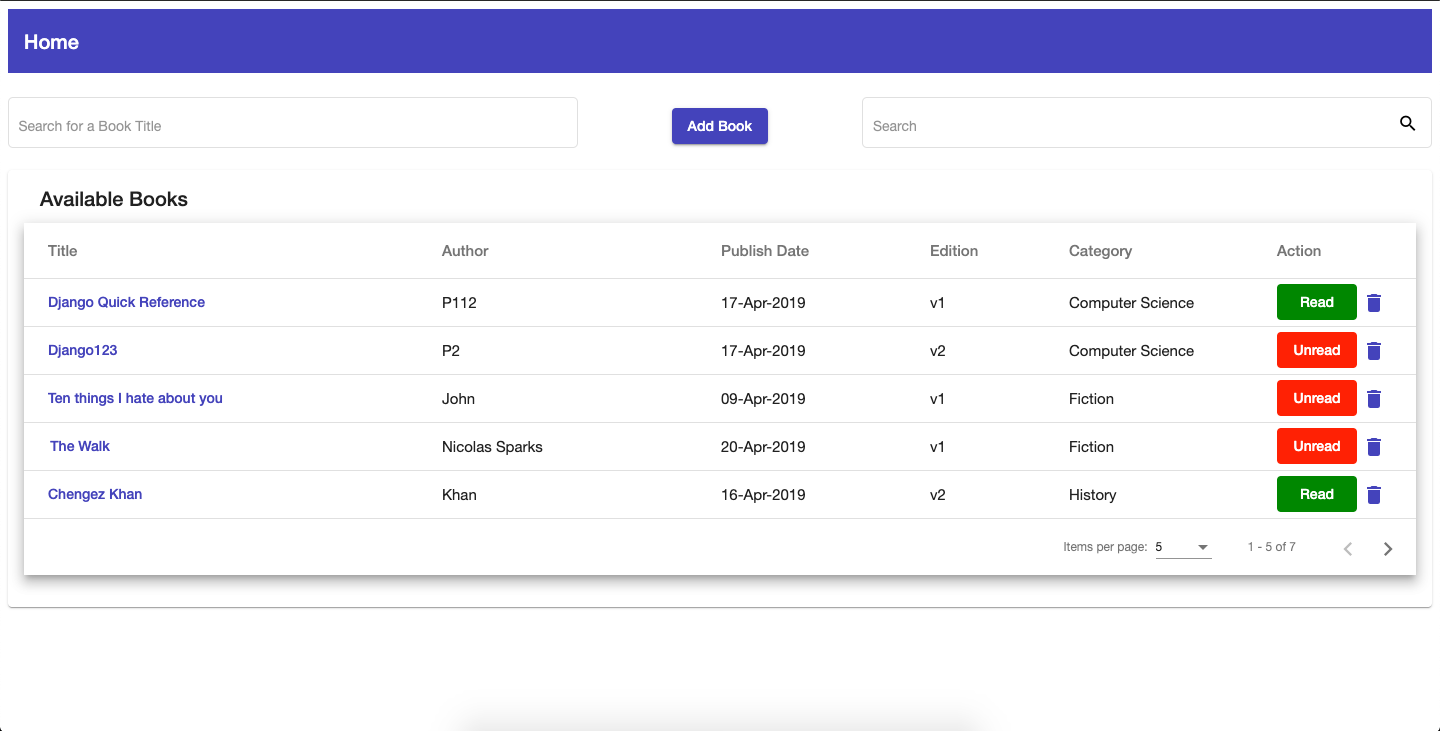 Home
Search for a Book Title
Add Book
Search
Available Books
Title Author Publish Date Edition Category Action
Django Quick Reference P112 17-Apr-2019 v1 Computer Science Read
Django123 P2 17-Apr-2019 v2 Computer Science Unread
Ten things I hate about you John 09-Apr-2019 v1 Fiction Unread
The Walk Nicolas Sparks 20-Apr-2019 v1 Fiction Unread
Chengez Khan Khan 16-Apr-2019 v2 History Read
Items per page: 5 1 - 5 of 7